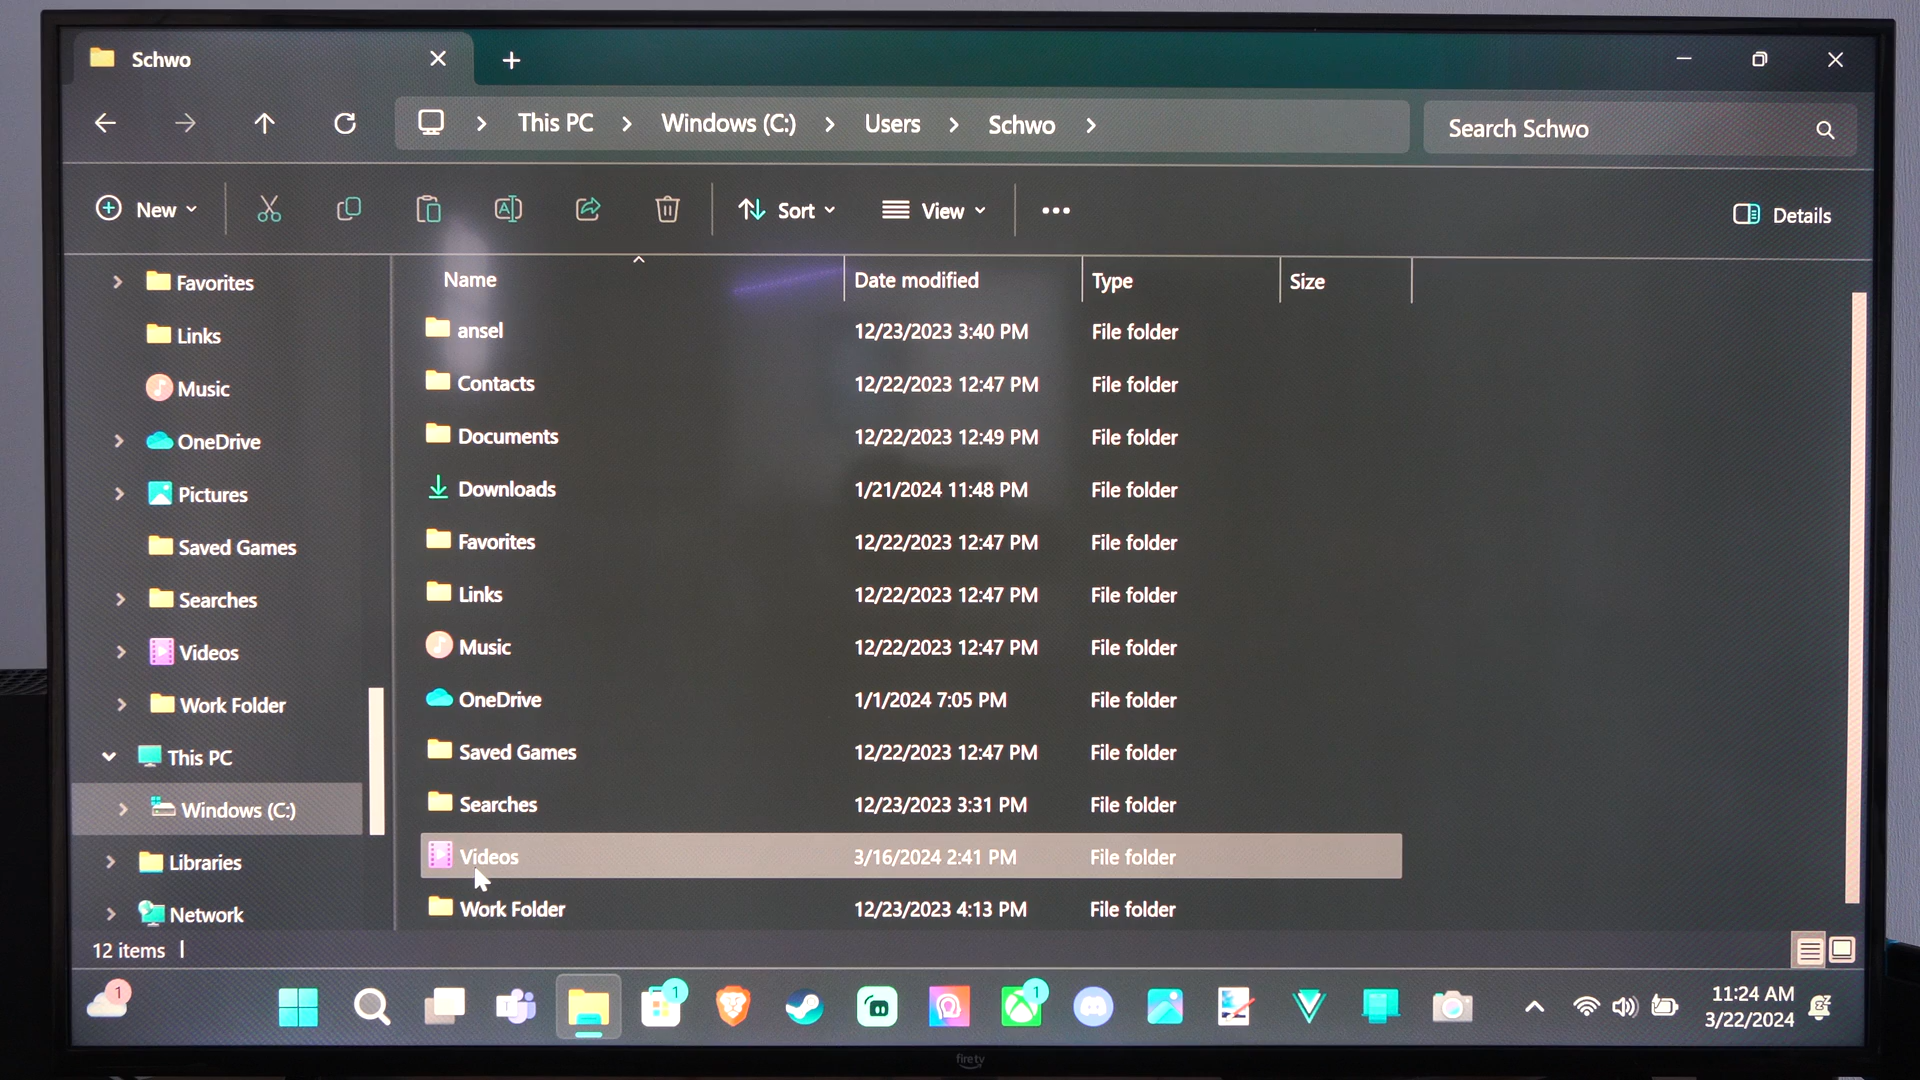 Schwo
This PC > Windows (C:) > Users > Schwo >
Search Schwo
New
Sort
View
Details
Favorites
Links
Music
OneDrive
Pictures
Saved Games
Searches
Videos
Work Folder
This PC
Windows (C:)
Libraries
Network
Name Date modified Type Size
ansel 12/23/2023 3:40 PM File folder
Contacts 12/22/2023 12:47 PM File folder
Documents 12/22/2023 12:49 PM File folder
Downloads 1/21/2024 11:48 PM File folder
Favorites 12/22/2023 12:47 PM File folder
Links 12/22/2023 12:47 PM File folder
Music 12/22/2023 12:47 PM File folder
OneDrive 1/1/2024 7:05 PM File folder
Saved Games 12/22/2023 12:47 PM File folder
Searches 12/23/2023 3:31 PM File folder
Videos 3/16/2024 2:41 PM File folder
Work Folder 12/23/2023 4:13 PM File folder
12 items
1
1
1
11:24 AM
3/22/2024
firetv